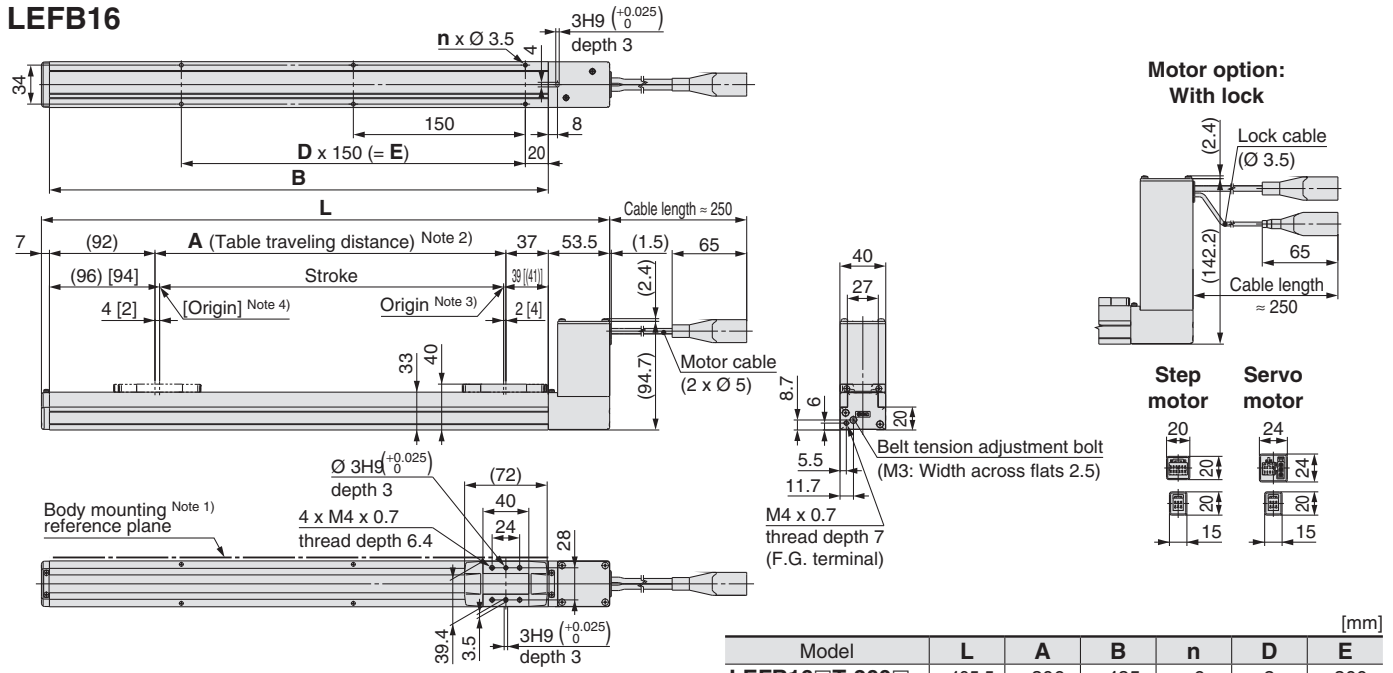 LEFB16
n x Ø 3.5
4
3H9 (+0.025 0)
depth 3
34
150
8
D x 150 (= E)
20
B
L
Cable length ≈ 250
7
(92)
A (Table traveling distance) Note 2)
37
53.5
(1.5)
65
(96) [94]
Stroke
39 [(41)]
(2.4)
4 [2]
[Origin] Note 4)
Origin Note 3)
2 [4]
33
40
(94.7)
Motor cable
(2 x Ø 5)
40
27
8.7
6
20
5.5
11.7
Belt tension adjustment bolt
(M3: Width across flats 2.5)
M4 x 0.7
thread depth 7
(F.G. terminal)
Motor option:
With lock
(2.4)
Lock cable
(Ø 3.5)
(142.2)
65
Cable length
≈ 250
Step
motor
Servo
motor
20
24
20
24
20
20
15
15
Ø 3H9 (+0.025 0)
depth 3
(72)
Body mounting Note 1)
reference plane
4 x M4 x 0.7
thread depth 6.4
40
24
28
39.4
3.5
3H9 (+0.025 0)
depth 3
[mm]
Model L A B n D E